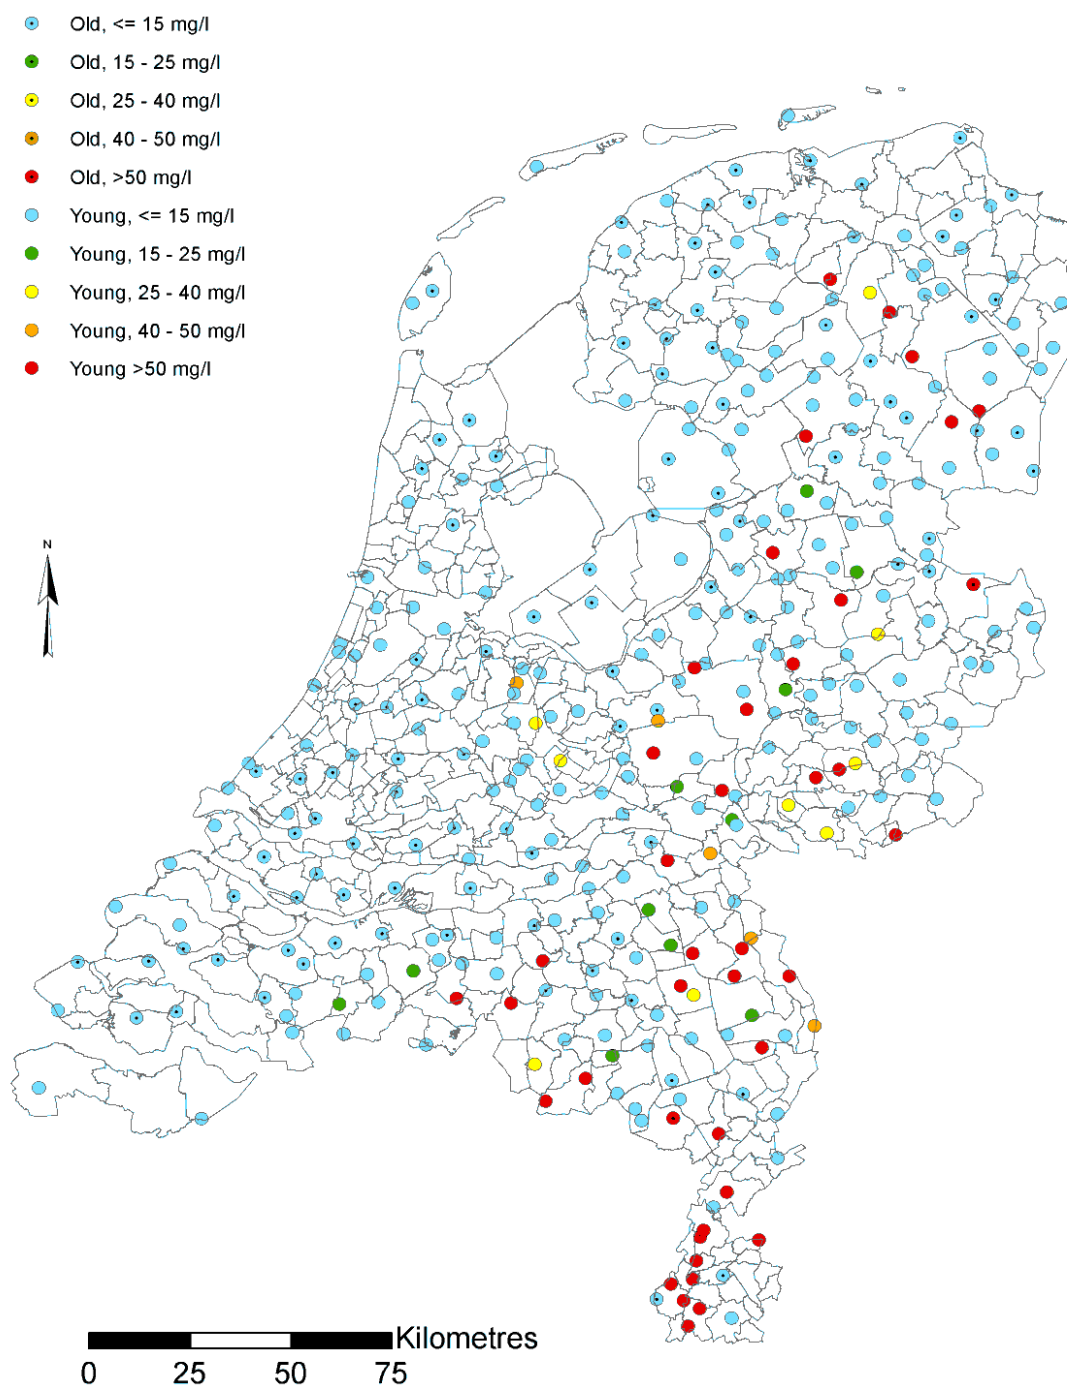 Old, <= 15 mg/l
Old, 15 - 25 mg/l
Old, 25 - 40 mg/l
Old, 40 - 50 mg/l
Old, >50 mg/l
Young, <= 15 mg/l
Young, 15 - 25 mg/l
Young, 25 - 40 mg/l
Young, 40 - 50 mg/l
Young >50 mg/l
N
Kilometres
0 25 50 75